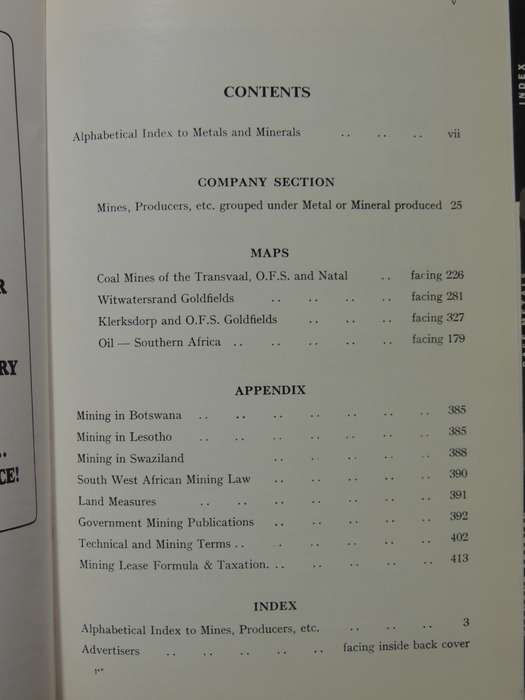 v
CONTENTS
Alphabetical Index to Metals and Minerals .. .. .. vii
COMPANY SECTION
Mines, Producers, etc. grouped under Metal or Mineral produced 25
MAPS
Coal Mines of the Transvaal, O.F.S. and Natal .. facing 226
Witwatersrand Goldfields .. .. .. .. facing 281
Klerksdorp and O.F.S. Goldfields .. .. .. facing 327
Oil — Southern Africa .. .. .. .. .. facing 179
APPENDIX
Mining in Botswana .. .. .. .. .. .. .. 385
Mining in Lesotho .. .. .. .. .. .. .. 385
Mining in Swaziland .. .. .. .. .. 388
South West African Mining Law .. .. .. .. .. 390
Land Measures .. .. .. .. .. .. .. 391
Government Mining Publications .. .. .. .. .. 392
Technical and Mining Terms .. .. .. .. .. .. 402
Mining Lease Formula & Taxation. .. .. .. .. .. 413
INDEX
Alphabetical Index to Mines, Producers, etc. .. .. .. 3
Advertisers .. .. .. .. .. facing inside back cover
R
RY
..
CE!
INDEX